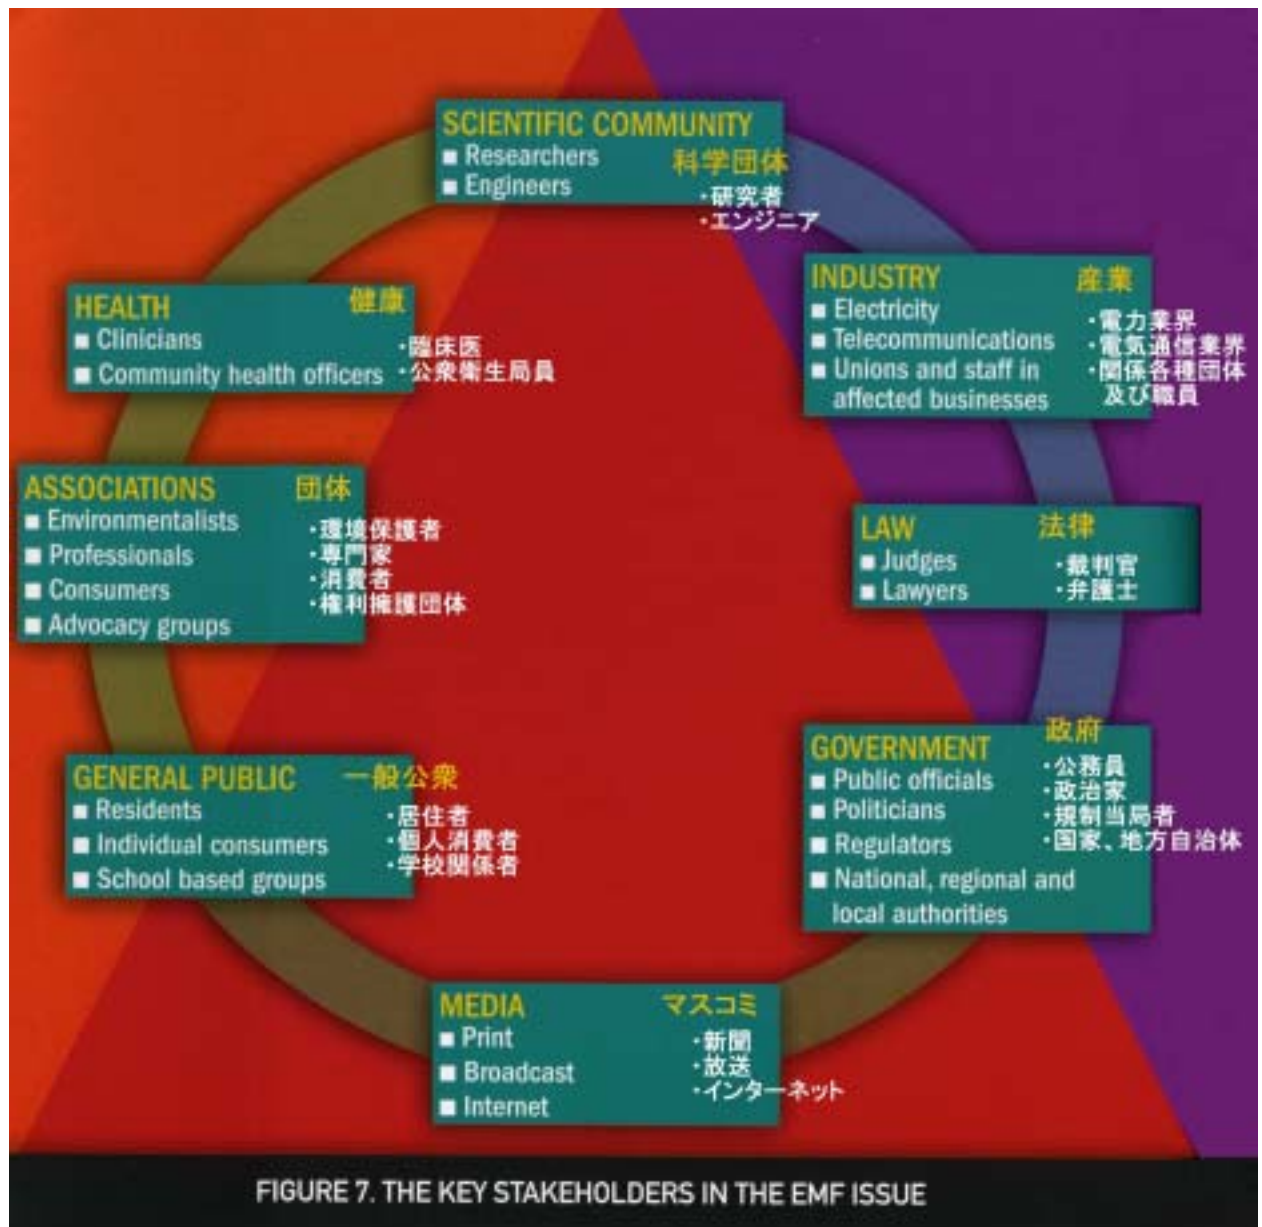 SCIENTIFIC COMMUNITY
■ Researchers
■ Engineers
科学団体
・研究者
・エンジニア
INDUSTRY
■ Electricity
■ Telecommunications
■ Unions and staff in
affected businesses
産業
・電力業界
・電気通信業界
・関係各種団体
及び職員
LAW
■ Judges
■ Lawyers
法律
・裁判官
・弁護士
GOVERNMENT
■ Public officials
■ Politicians
■ Regulators
■ National, regional and
local authorities
政府
・公務員
・政治家
・規制当局者
・国家、地方自治体
MEDIA
■ Print
■ Broadcast
■ Internet
マスコミ
・新聞
・放送
・インターネット
GENERAL PUBLIC
■ Residents
■ Individual consumers
■ School based groups
一般公衆
・居住者
・個人消費者
・学校関係者
ASSOCIATIONS
■ Environmentalists
■ Professionals
■ Consumers
■ Advocacy groups
団体
・環境保護者
・専門家
・消費者
・権利擁護団体
HEALTH
■ Clinicians
■ Community health officers
健康
・臨床医
・公衆衛生局員
FIGURE 7. THE KEY STAKEHOLDERS IN THE EMF ISSUE